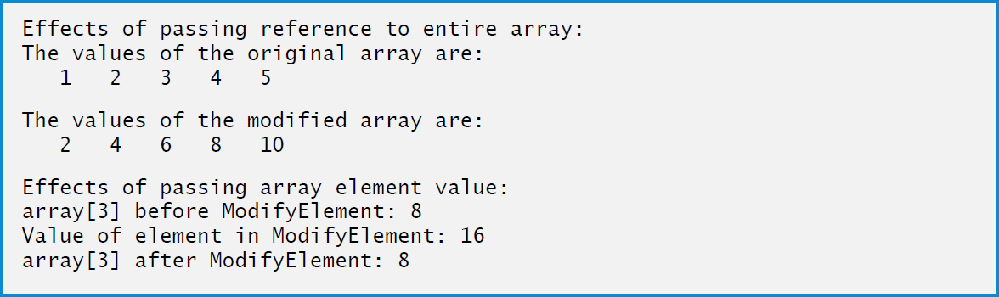 Effects of passing reference to entire array:
The values of the original array are:
   1   2   3   4   5
The values of the modified array are:
   2   4   6   8   10
Effects of passing array element value:
array[3] before ModifyElement: 8
Value of element in ModifyElement: 16
array[3] after ModifyElement: 8